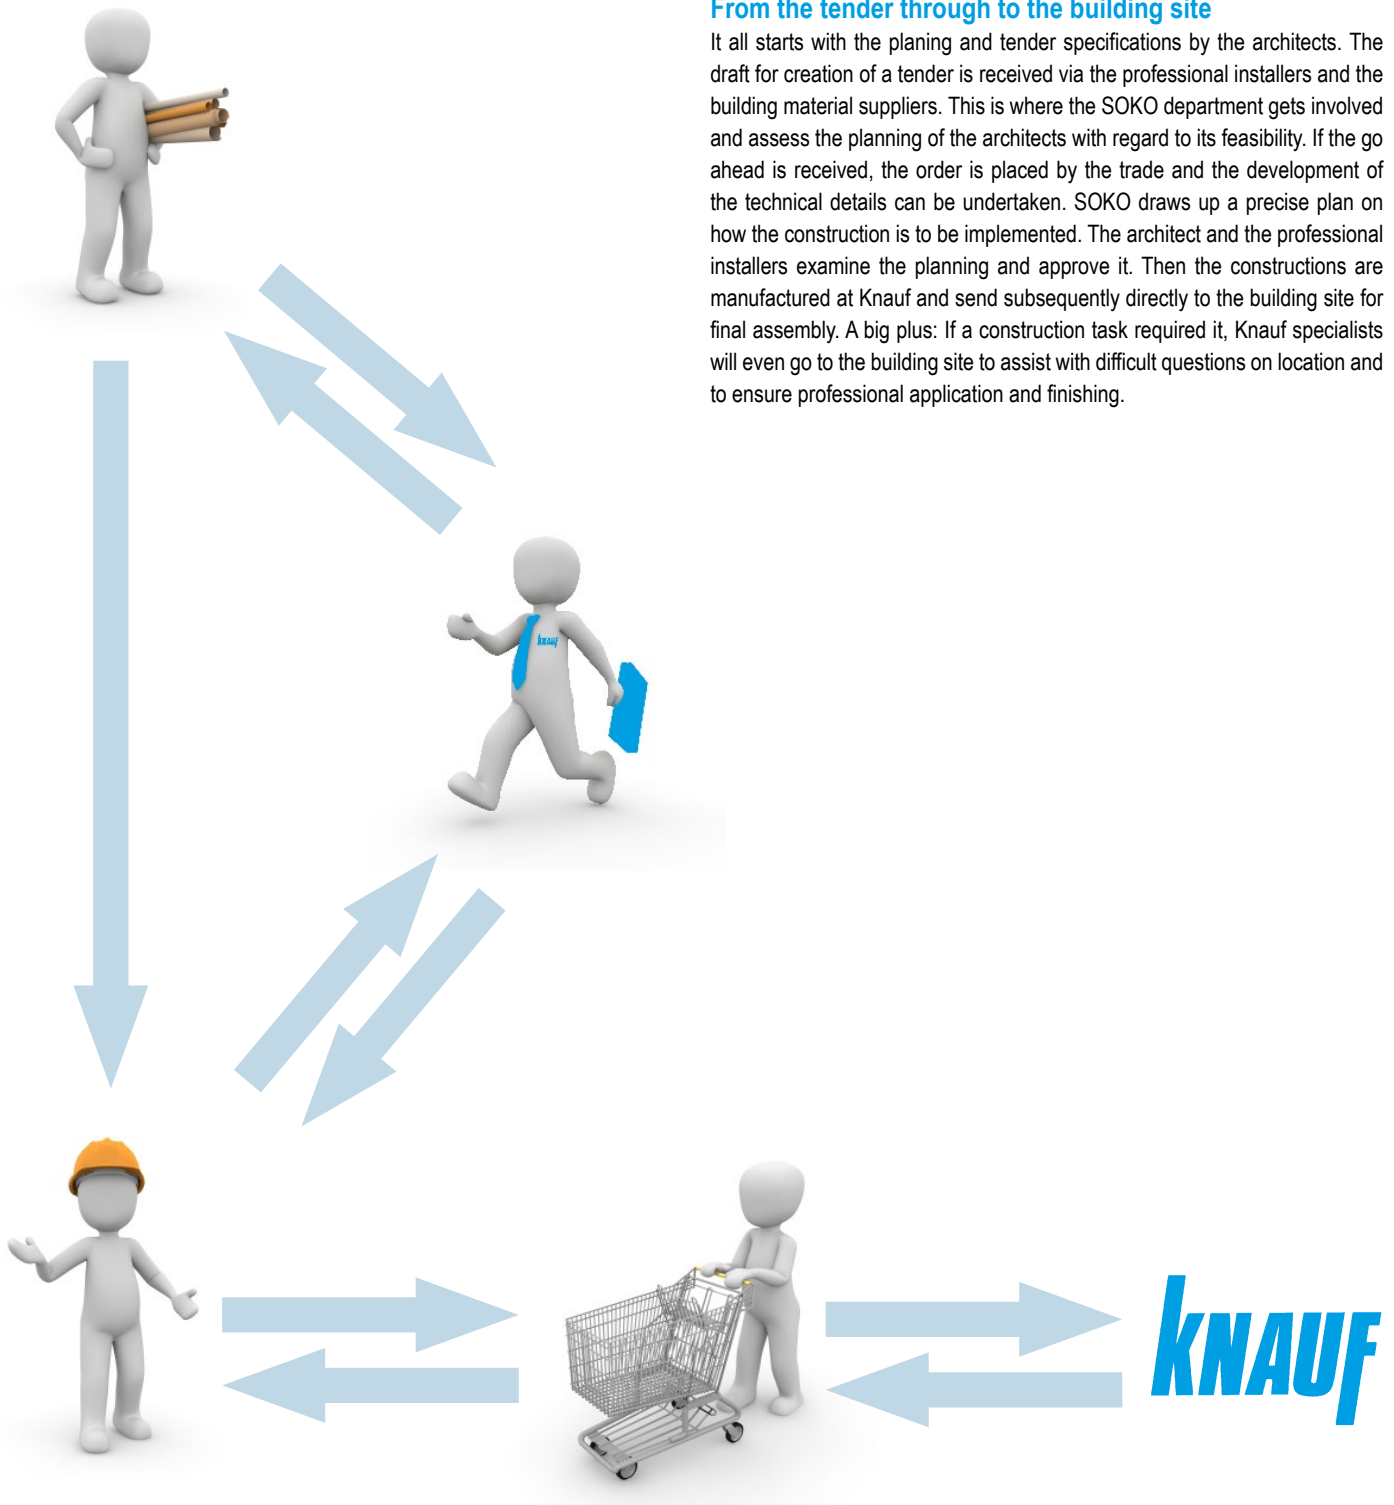 From the tender through to the building site
It all starts with the planing and tender specifications by the architects. The
draft for creation of a tender is received via the professional installers and the
building material suppliers. This is where the SOKO department gets involved
and assess the planning of the architects with regard to its feasibility. If the go
ahead is received, the order is placed by the trade and the development of
the technical details can be undertaken. SOKO draws up a precise plan on
how the construction is to be implemented. The architect and the professional
installers examine the planning and approve it. Then the constructions are
manufactured at Knauf and send subsequently directly to the building site for
final assembly. A big plus: If a construction task required it, Knauf specialists
will even go to the building site to assist with difficult questions on location and
to ensure professional application and finishing.
KNAUF
KNAUF